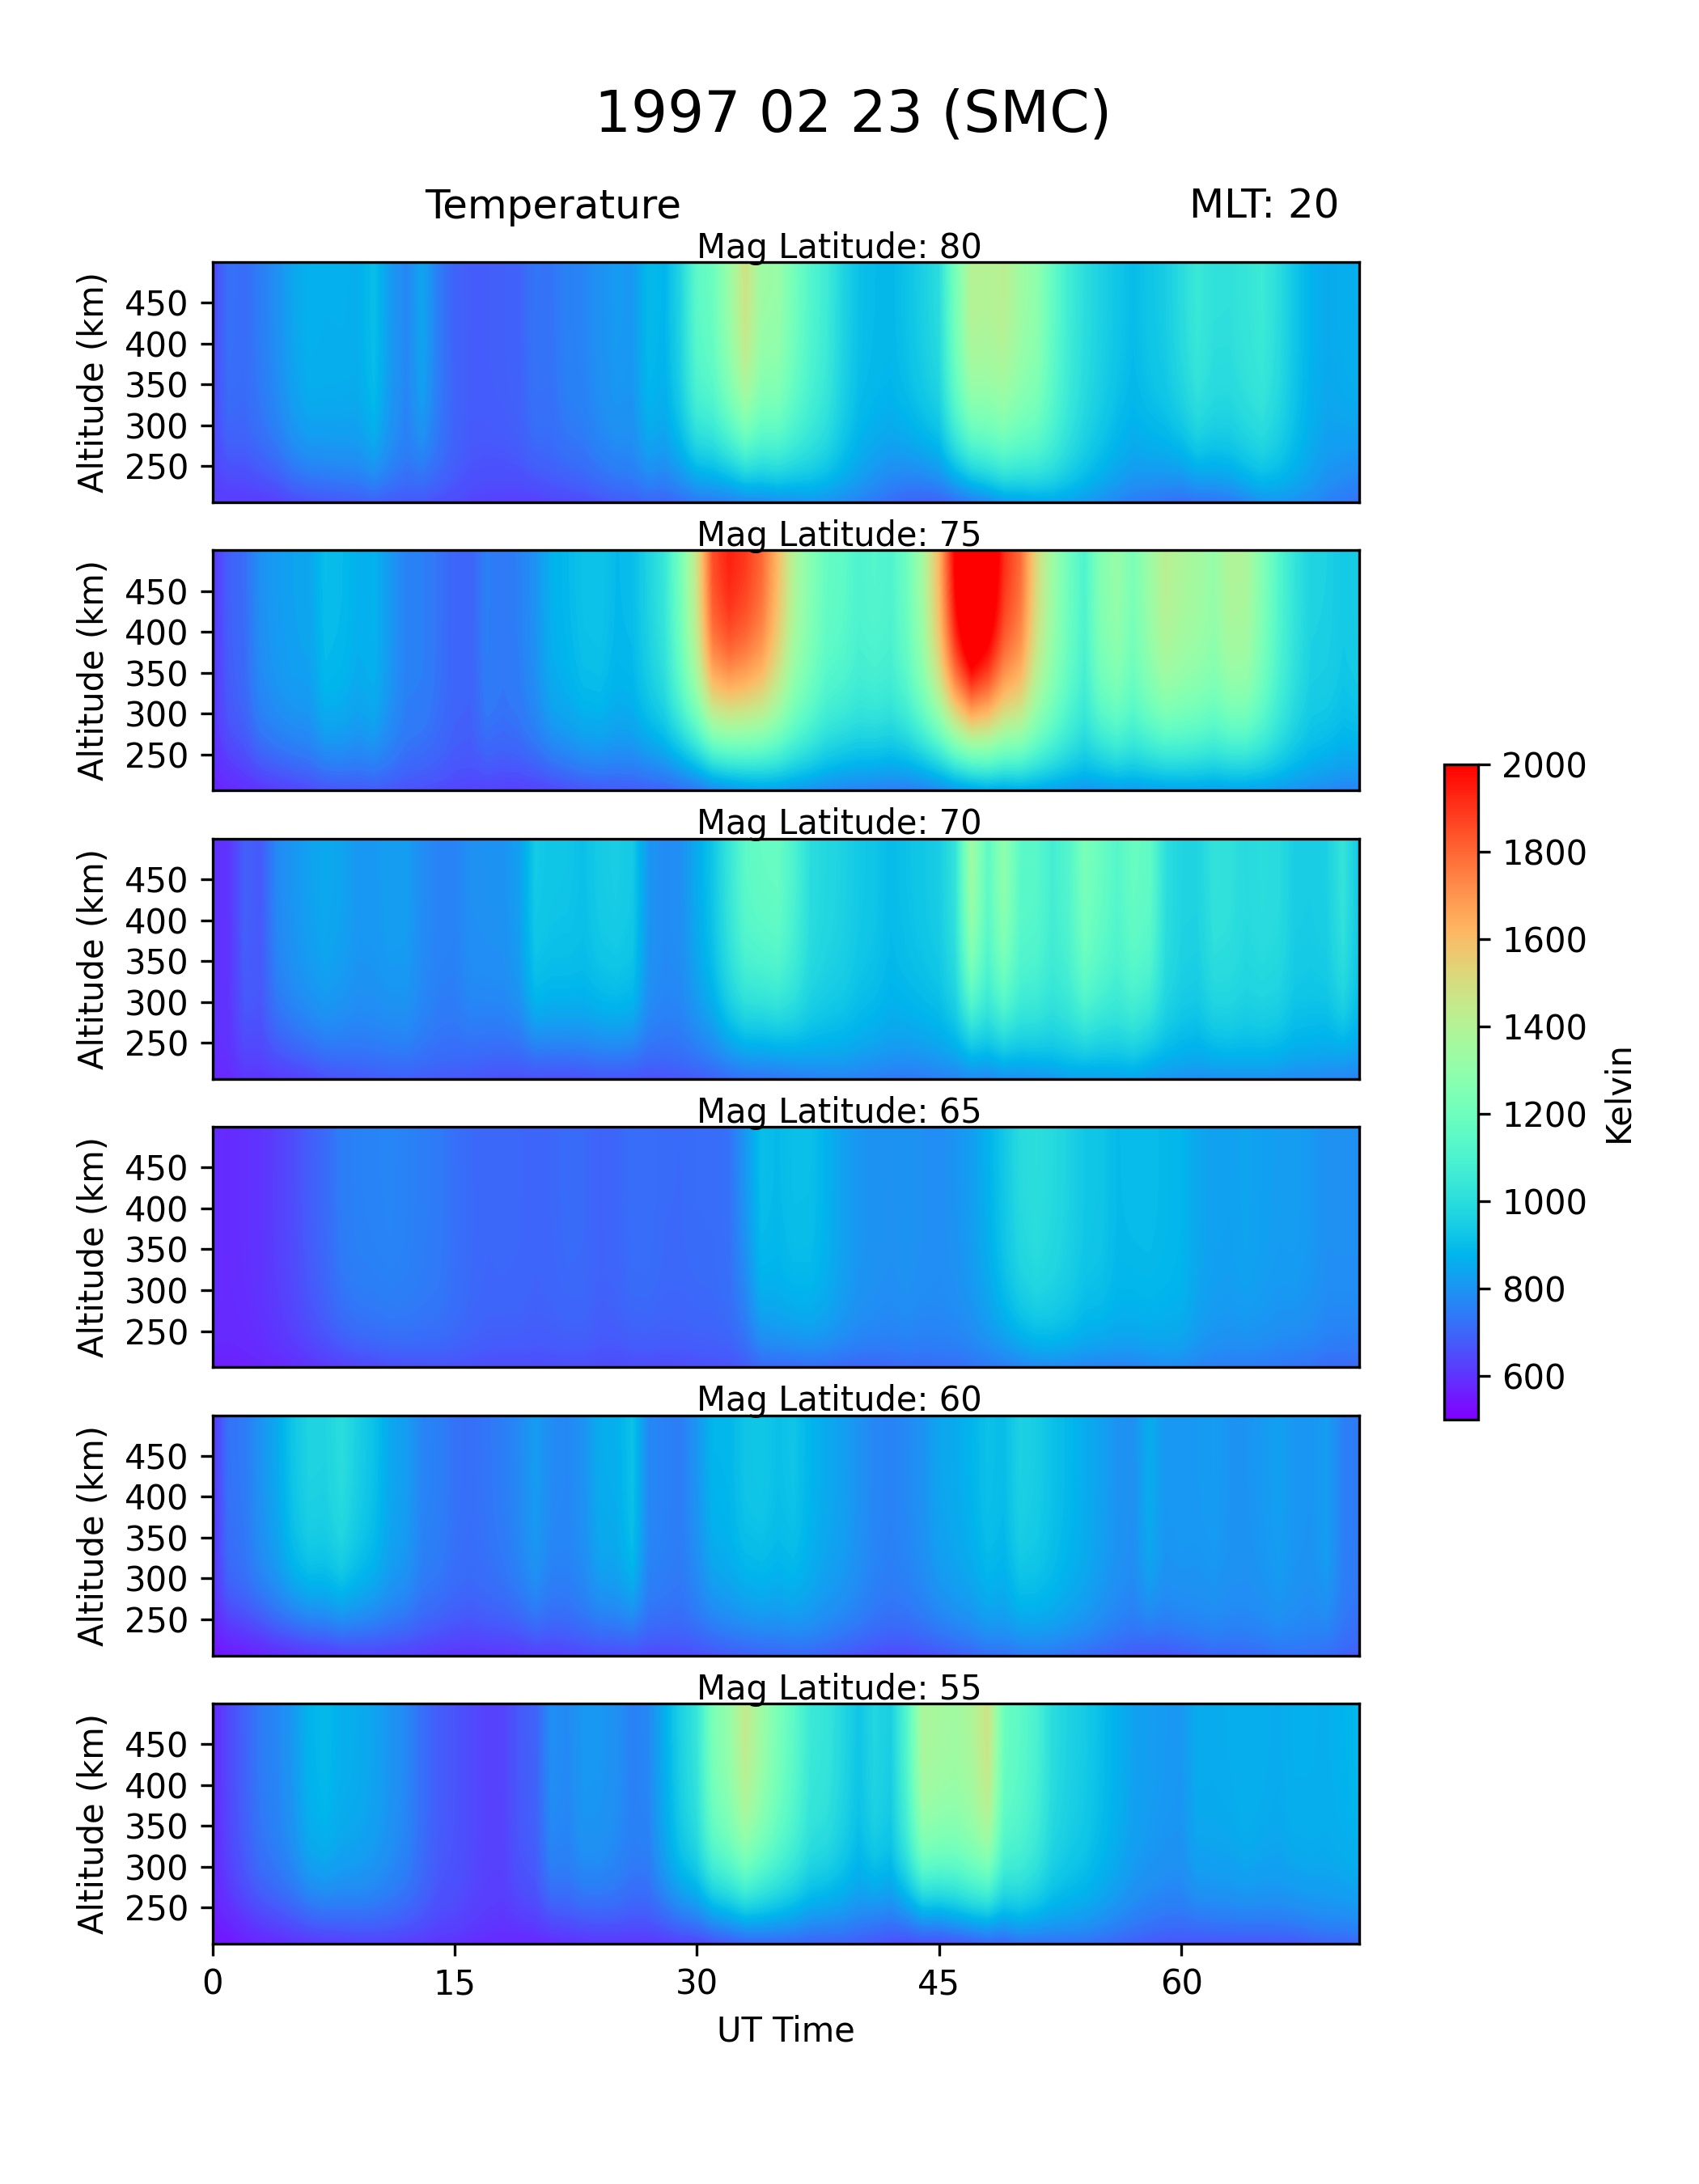 1997 02 23 (SMC)
Temperature MLT: 20
Mag Latitude: 80
Altitude (km)
450
400
350
300
250
Mag Latitude: 75
Altitude (km)
450
400
350
300
250
Mag Latitude: 70
Altitude (km)
450
400
350
300
250
Mag Latitude: 65
Altitude (km)
450
400
350
300
250
Mag Latitude: 60
Altitude (km)
450
400
350
300
250
Mag Latitude: 55
Altitude (km)
450
400
350
300
250
0 15 30 45 60
UT Time
2000
1800
1600
1400
1200
1000
800
600
Kelvin